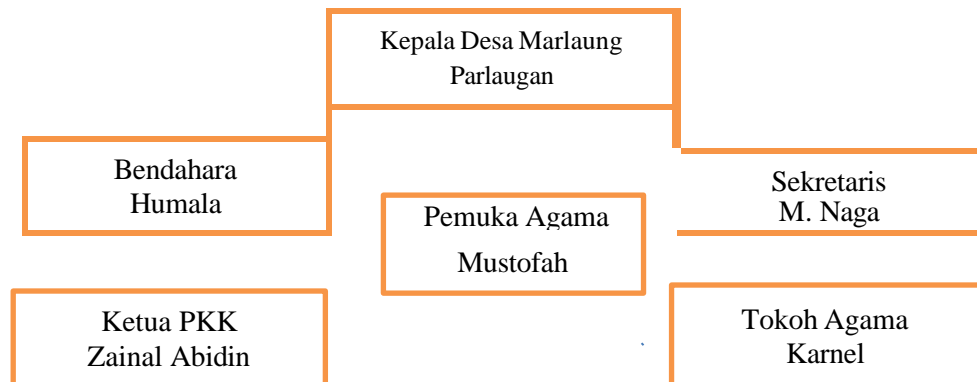 Kepala Desa Marlaung
Parlaugan
Bendahara
Humala
Sekretaris
M. Naga
Pemuka Agama
Mustofah
Ketua PKK
Zainal Abidin
Tokoh Agama
Karnel